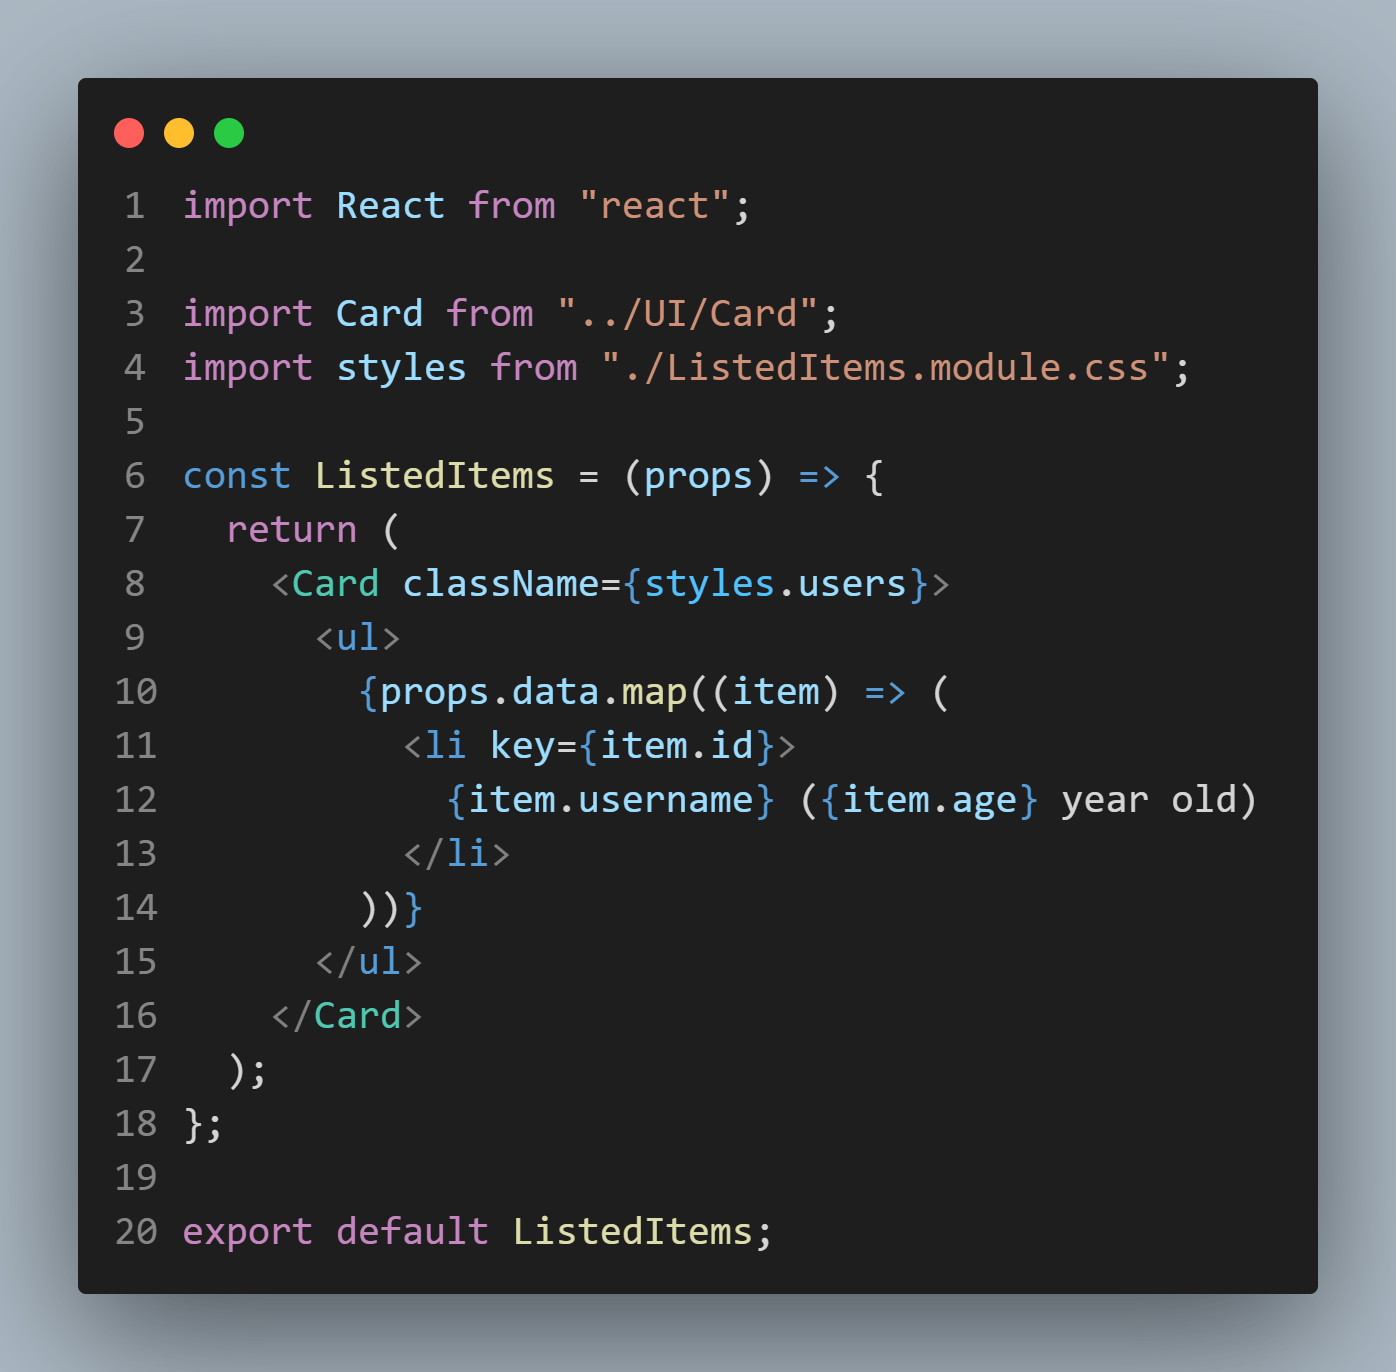 1 import React from "react";
2
3 import Card from "../UI/Card";
4 import styles from "./ListedItems.module.css";
5
6 const ListedItems = (props) => {
7   return (
8     <Card className={styles.users}>
9       <ul>
10         {props.data.map((item) => (
11           <li key={item.id}>
12             {item.username} ({item.age} year old)
13           </li>
14         ))}
15       </ul>
16     </Card>
17   );
18 };
19
20 export default ListedItems;